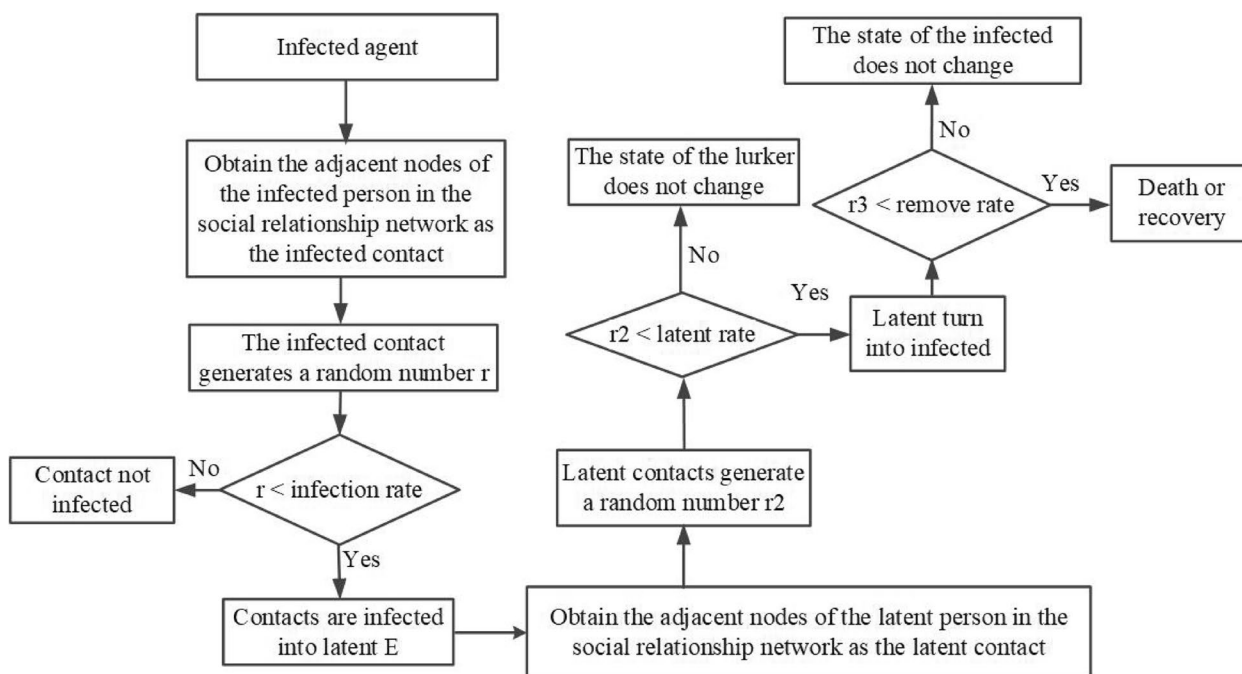 Infected agent
Obtain the adjacent nodes of
the infected person in the
social relationship network as
the infected contact
The infected contact
generates a random number r
r < infection rate
No
Contact not
infected
Yes
Contacts are infected
into latent E
Obtain the adjacent nodes of the latent person in the
social relationship network as the latent contact
Latent contacts generate
a random number r2
r2 < latent rate
No
The state of the lurker
does not change
Yes
Latent turn
into infected
r3 < remove rate
No
The state of the infected
does not change
Yes
Death or
recovery